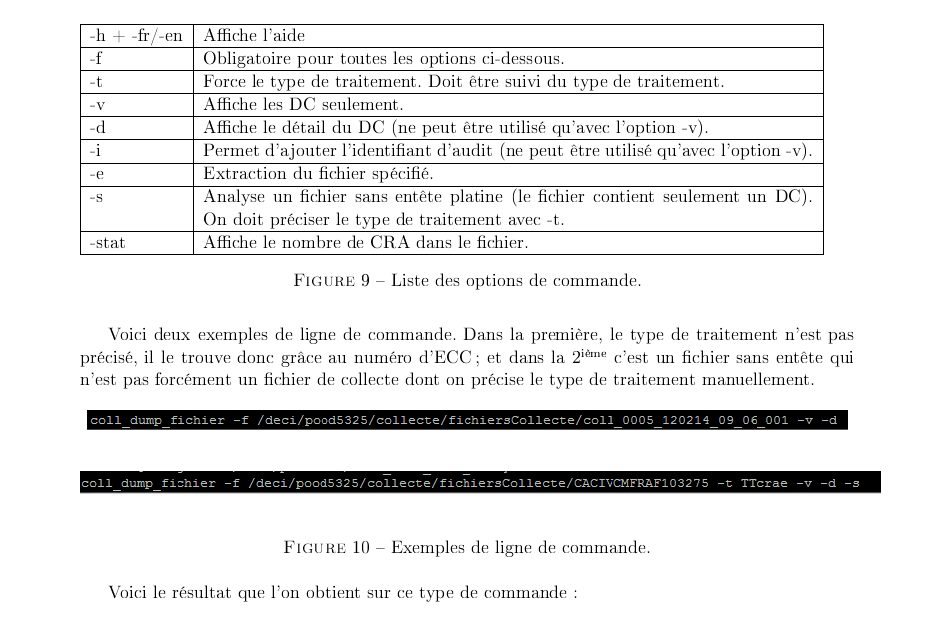 -h + -fr/-en Affiche l'aide
-f Obligatoire pour toutes les options ci-dessous.
-t Force le type de traitement. Doit être suivi du type de traitement.
-v Affiche les DC seulement.
-d Affiche le détail du DC (ne peut être utilisé qu'avec l'option -v).
-i Permet d'ajouter l'identifiant d'audit (ne peut être utilisé qu'avec l'option -v).
-e Extraction du fichier spécifié.
-s Analyse un fichier sans entête platine (le fichier contient seulement un DC).
On doit préciser le type de traitement avec -t.
-stat Affiche le nombre de CRA dans le fichier.
Figure 9 – Liste des options de commande.
Voici deux exemples de ligne de commande. Dans la première, le type de traitement n'est pas
précisé, il le trouve donc grâce au numéro d'ECC ; et dans la 2ième c'est un fichier sans entête qui
n'est pas forcément un fichier de collecte dont on précise le type de traitement manuellement.
coll_dump_fichier -f /deci/pood5325/collecte/fichiersCollecte/coll_0005_120214_09_06_001 -v -d
coll_dump_fichier -f /deci/pood5325/collecte/fichiersCollecte/CACIVCMFRAF103275 -t TTcrae -v -d -s
Figure 10 – Exemples de ligne de commande.
Voici le résultat que l'on obtient sur ce type de commande :